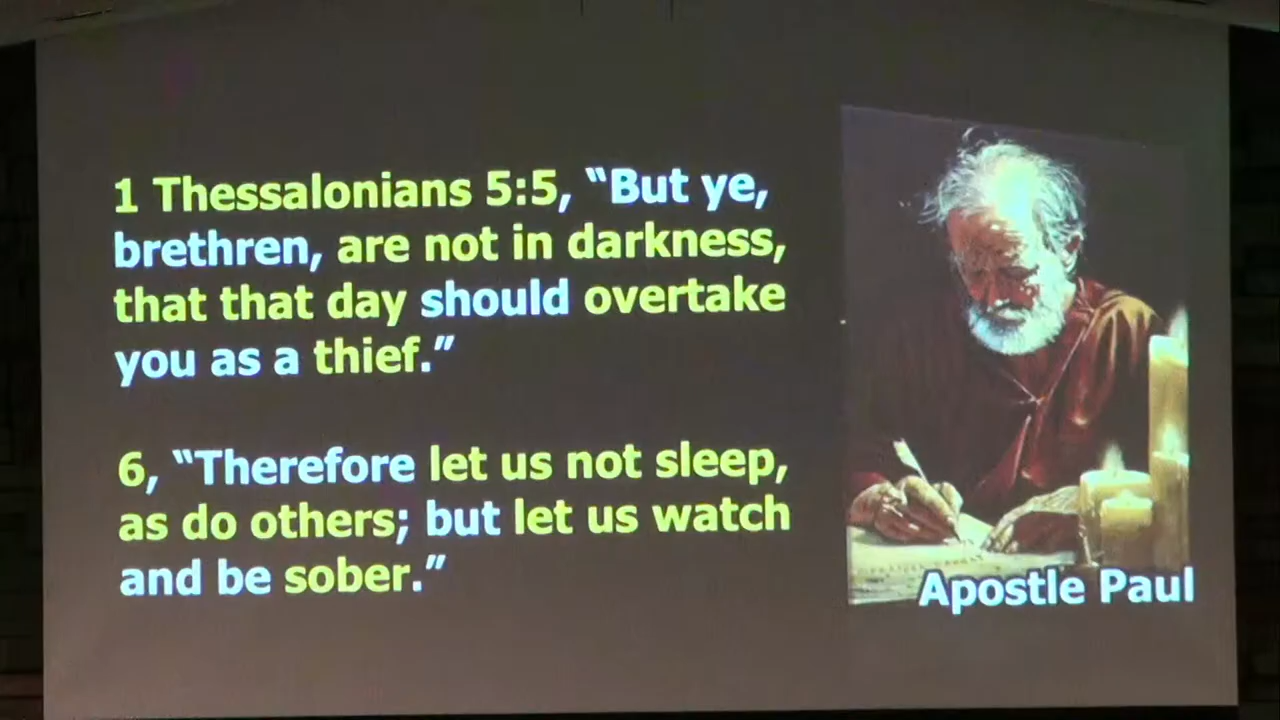 1 Thessalonians 5:5, “But ye,
brethren, are not in darkness,
that that day should overtake
you as a thief.”
6, “Therefore let us not sleep,
as do others; but let us watch
and be sober.”
Apostle Paul